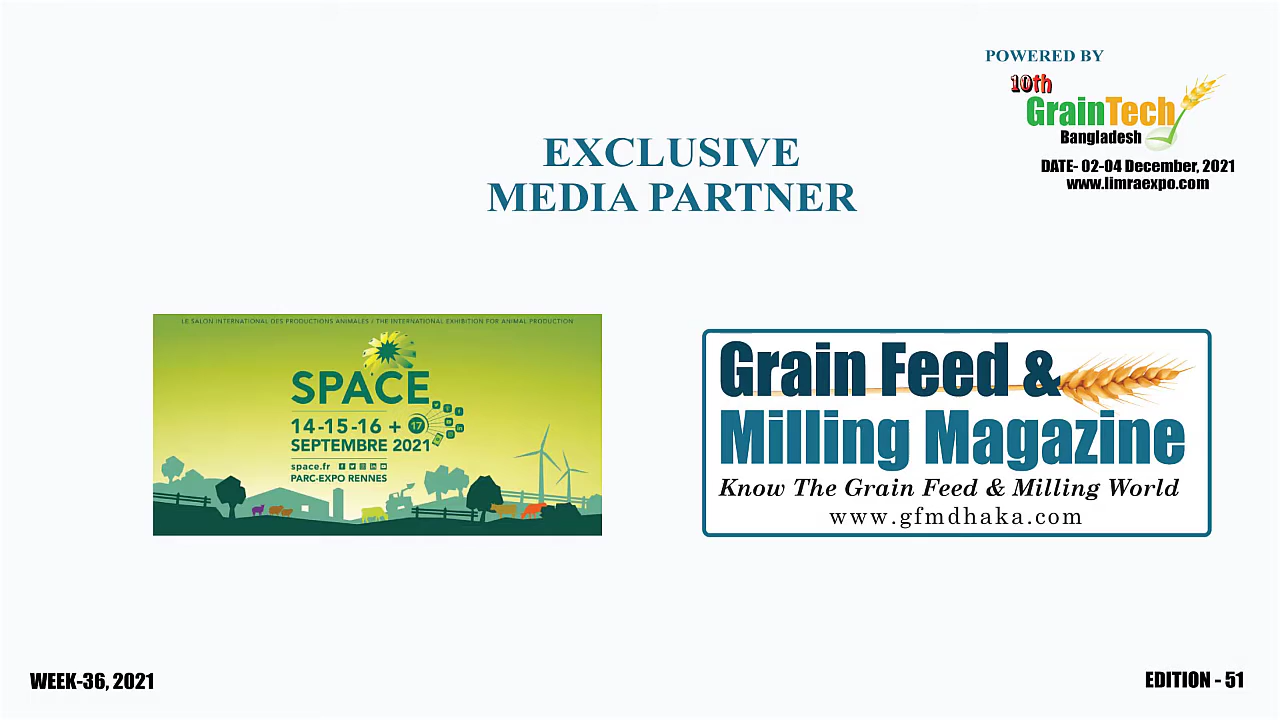 POWERED BY
10th
GrainTech
Bangladesh
DATE- 02-04 December, 2021
www.limraexpo.com
EXCLUSIVE
MEDIA PARTNER
LE SALON INTERNATIONAL DES PRODUCTIONS ANIMALES / THE INTERNATIONAL EXHIBITION FOR ANIMAL PRODUCTION
SPACE
14-15-16 + 17
SEPTEMBRE 2021
space.fr
PARC-EXPO RENNES
Grain Feed &
Milling Magazine
Know The Grain Feed & Milling World
www.gfmdhaka.com
WEEK-36, 2021
EDITION - 51